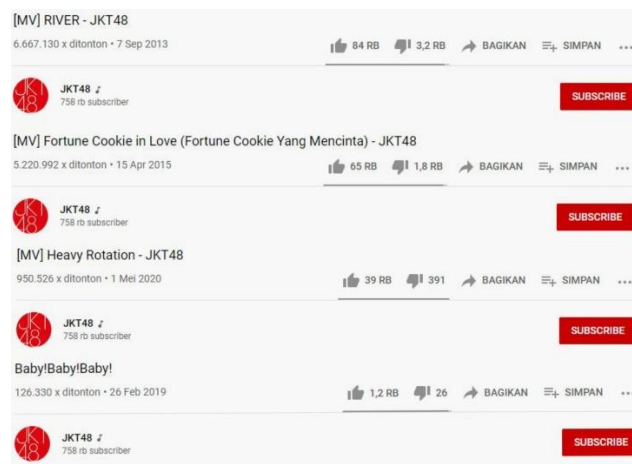 [MV] RIVER - JKT48
6.667.130 x ditonton • 7 Sep 2013 84 RB 3,2 RB BAGIKAN SIMPAN ...
JKT48 JKT48 ♪
758 rb subscriber SUBSCRIBE
[MV] Fortune Cookie in Love (Fortune Cookie Yang Mencinta) - JKT48
5.220.992 x ditonton • 15 Apr 2015 65 RB 1,8 RB BAGIKAN SIMPAN ...
JKT48 JKT48 ♪
758 rb subscriber SUBSCRIBE
[MV] Heavy Rotation - JKT48
950.526 x ditonton • 1 Mei 2020 39 RB 391 BAGIKAN SIMPAN ...
JKT48 JKT48 ♪
758 rb subscriber SUBSCRIBE
Baby!Baby!Baby!
126.330 x ditonton • 26 Feb 2019 1,2 RB 26 BAGIKAN SIMPAN ...
JKT48 JKT48 ♪
758 rb subscriber SUBSCRIBE